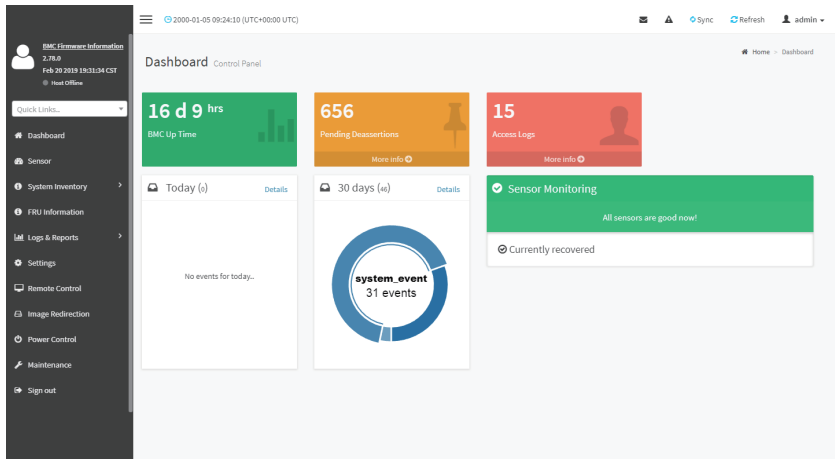 2000-01-05 09:24:10 (UTC+00:00 UTC)
Sync
Refresh
admin
BMC Firmware Information
2.78.0
Feb 20 2019 19:31:34 CST
Host Offline
Quick Links...
Dashboard
Sensor
System Inventory
FRU Information
Logs & Reports
Settings
Remote Control
Image Redirection
Power Control
Maintenance
Sign out
Dashboard Control Panel
Home > Dashboard
16 d 9 hrs
BMC Up Time
656
Pending Deassertions
More info
15
Access Logs
More info
Today (0)
Details
No events for today..
30 days (46)
Details
system_event
31 events
Sensor Monitoring
All sensors are good now!
Currently recovered